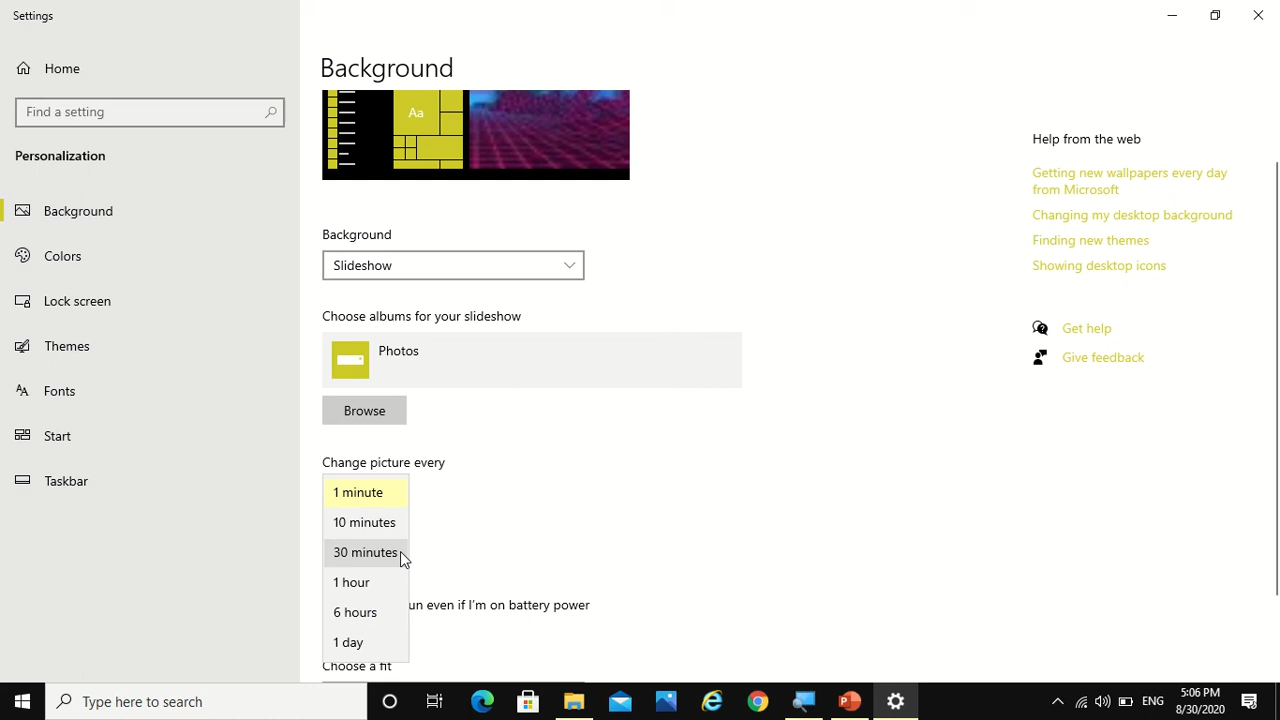 Settings
Home
Find a setting
Personalization
Background
Colors
Lock screen
Themes
Fonts
Start
Taskbar
Background
Aa
Background
Slideshow
Choose albums for your slideshow
Photos
Browse
Change picture every
1 minute
10 minutes
30 minutes
1 hour
6 hours
1 day
un even if I'm on battery power
Choose a fit
Help from the web
Getting new wallpapers every day
from Microsoft
Changing my desktop background
Finding new themes
Showing desktop icons
Get help
Give feedback
Type here to search
ENG
5:06 PM
8/30/2020